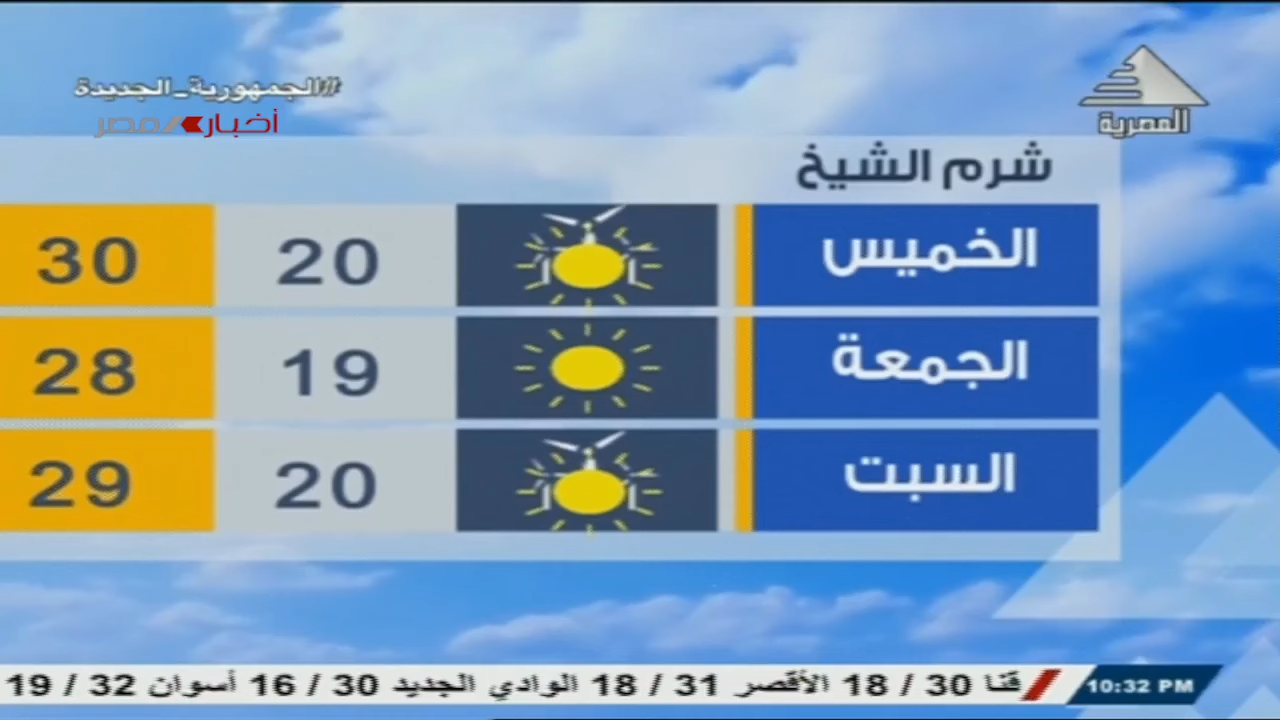 #الجمهورية_الجديدة
أخبار مصر
المصرية
شرم الشيخ
الخميس 20 30
الجمعة 19 28
السبت 20 29
10:32 PM
قنا 30 / 18 الأقصر 31 / 18 الوادي الجديد 30 / 16 أسوان 32 / 19